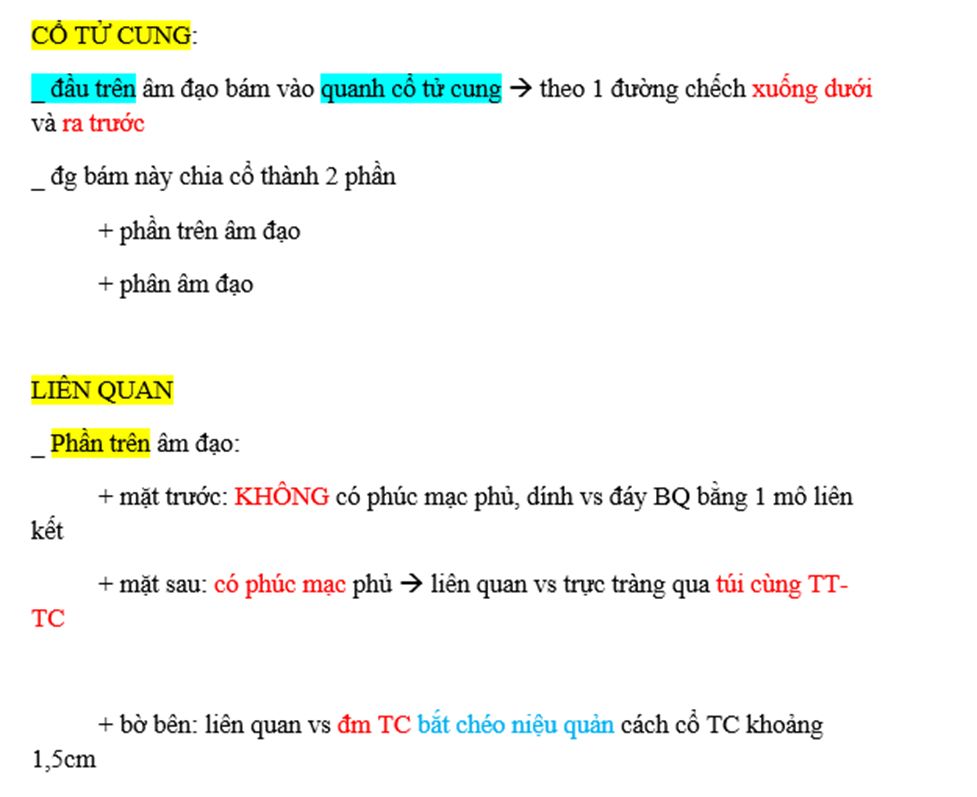 CỔ TỬ CUNG:
_ đầu trên âm đạo bám vào quanh cổ tử cung → theo 1 đường chếch xuống dưới
và ra trước
_ đg bám này chia cổ thành 2 phần
+ phần trên âm đạo
+ phân âm đạo
LIÊN QUAN
_ Phần trên âm đạo:
+ mặt trước: KHÔNG có phúc mạc phủ, dính vs đáy BQ bằng 1 mô liên
kết
+ mặt sau: có phúc mạc phủ → liên quan vs trực tràng qua túi cùng TT-
TC
+ bờ bên: liên quan vs đm TC bắt chéo niệu quản cách cổ TC khoảng
1,5cm